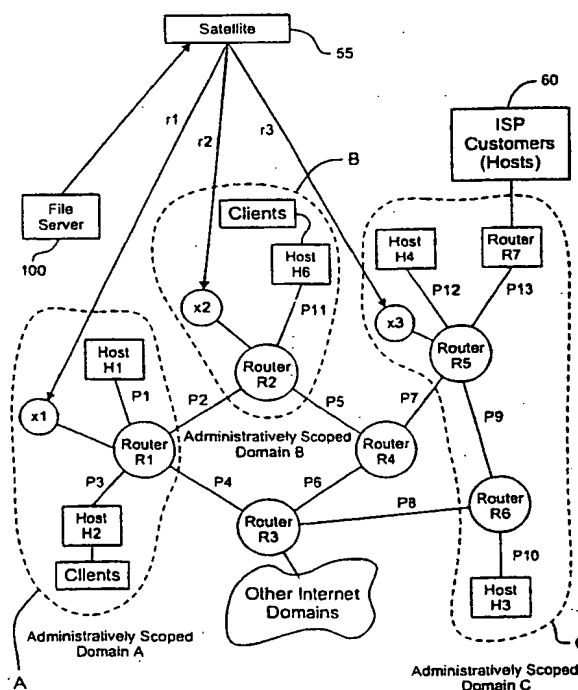 Satellite
55
r1
r2
r3
60
ISP
Customers
(Hosts)
B
File
Server
100
Clients
Host
H6
Host
H4
Router
R7
x2
P11
P12
P13
x3
Host
H1
Router
R2
Router
R5
x1
P1
P2
P5
P7
P9
Router
R1
Administratively Scoped
Domain B
Router
R4
P3
P4
P6
P8
Host
H2
Router
R3
Router
R6
P10
Clients
Other Internet
Domains
Host
H3
A
Administratively Scoped
Domain A
Administratively Scoped
Domain C